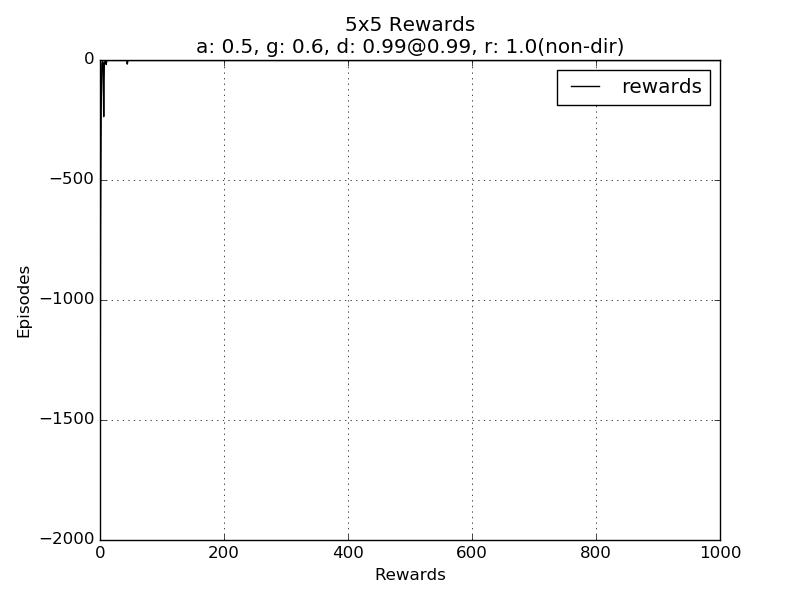 5x5 Rewards
a: 0.5, g: 0.6, d: 0.99@0.99, r: 1.0(non-dir)
rewards
0
−500
−1000
−1500
−2000
Episodes
0 200 400 600 800 1000
Rewards